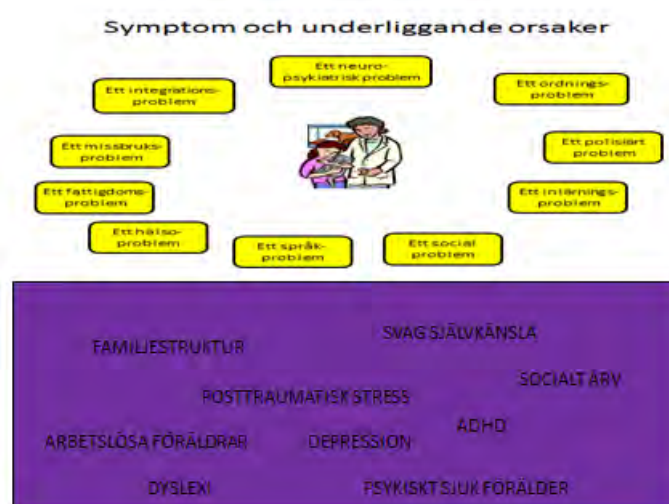 Symptom och underliggande orsaker
Ett neuro-
psykiatrisk problem
Ett integrations-
problem
Ett ordnings-
problem
Ett missbruks-
problem
Ett polisiärt
problem
Ett fattigdoms-
problem
Ett inlärnings-
problem
Ett hälso-
problem
Ett språk-
problem
Ett social
problem
SVAG SJÄLVKÄNSLA
FAMILJESTRUKTUR
SOCIALT ARV
POSTTRAUMATISK STRESS
ADHD
ARBETSLÖSA FÖRÄLDRAR
DEPRESSION
DYSLEXI
PSYKISKT SJUK FÖRÄLDER